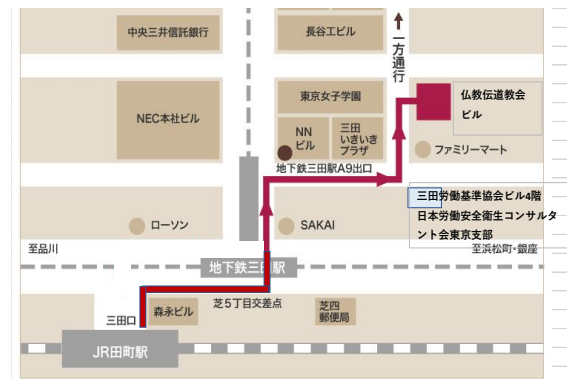 中央三井信託銀行
長谷工ビル
一方通行
NEC本社ビル
東京女子学園
仏教伝道教会
ビル
NN
ビル
三田
いきいき
プラザ
ファミリーマート
地下鉄三田駅A9出口
三田労働基準協会ビル4階
日本労働安全衛生コンサルタ
ント会東京支部
ローソン
SAKAI
至品川
至浜松町・銀座
地下鉄三田駅
芝5丁目交差点
三田口
森永ビル
芝四
郵便局
JR田町駅